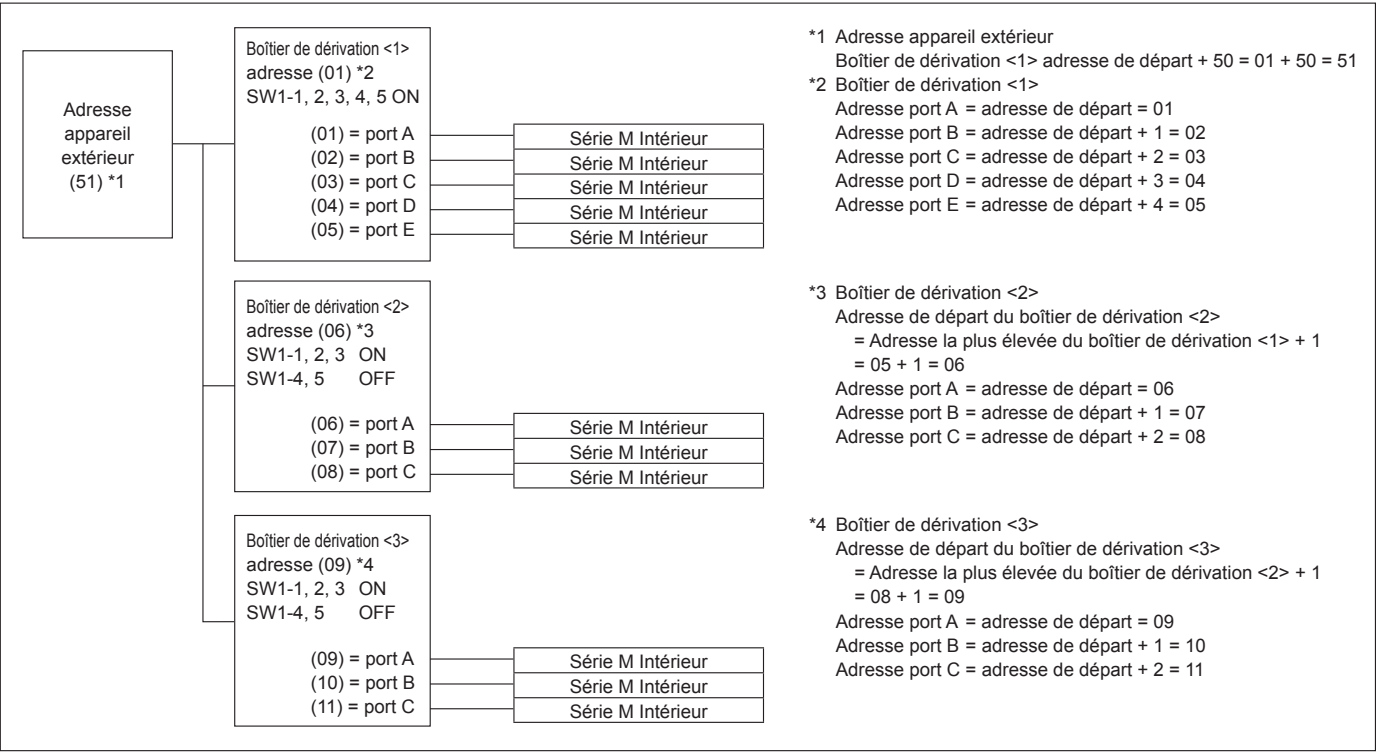 Adresse
appareil
extérieur
(51) *1
Boîtier de dérivation <1>
adresse (01) *2
SW1-1, 2, 3, 4, 5 ON
(01) = port A
(02) = port B
(03) = port C
(04) = port D
(05) = port E
Série M Intérieur
Série M Intérieur
Série M Intérieur
Série M Intérieur
Série M Intérieur
Boîtier de dérivation <2>
adresse (06) *3
SW1-1, 2, 3 ON
SW1-4, 5 OFF
(06) = port A
(07) = port B
(08) = port C
Série M Intérieur
Série M Intérieur
Série M Intérieur
Boîtier de dérivation <3>
adresse (09) *4
SW1-1, 2, 3 ON
SW1-4, 5 OFF
(09) = port A
(10) = port B
(11) = port C
Série M Intérieur
Série M Intérieur
Série M Intérieur
*1 Adresse appareil extérieur
Boîtier de dérivation <1> adresse de départ + 50 = 01 + 50 = 51
*2 Boîtier de dérivation <1>
Adresse port A = adresse de départ = 01
Adresse port B = adresse de départ + 1 = 02
Adresse port C = adresse de départ + 2 = 03
Adresse port D = adresse de départ + 3 = 04
Adresse port E = adresse de départ + 4 = 05
*3 Boîtier de dérivation <2>
Adresse de départ du boîtier de dérivation <2>
= Adresse la plus élevée du boîtier de dérivation <1> + 1
= 05 + 1 = 06
Adresse port A = adresse de départ = 06
Adresse port B = adresse de départ + 1 = 07
Adresse port C = adresse de départ + 2 = 08
*4 Boîtier de dérivation <3>
Adresse de départ du boîtier de dérivation <3>
= Adresse la plus élevée du boîtier de dérivation <2> + 1
= 08 + 1 = 09
Adresse port A = adresse de départ = 09
Adresse port B = adresse de départ + 1 = 10
Adresse port C = adresse de départ + 2 = 11